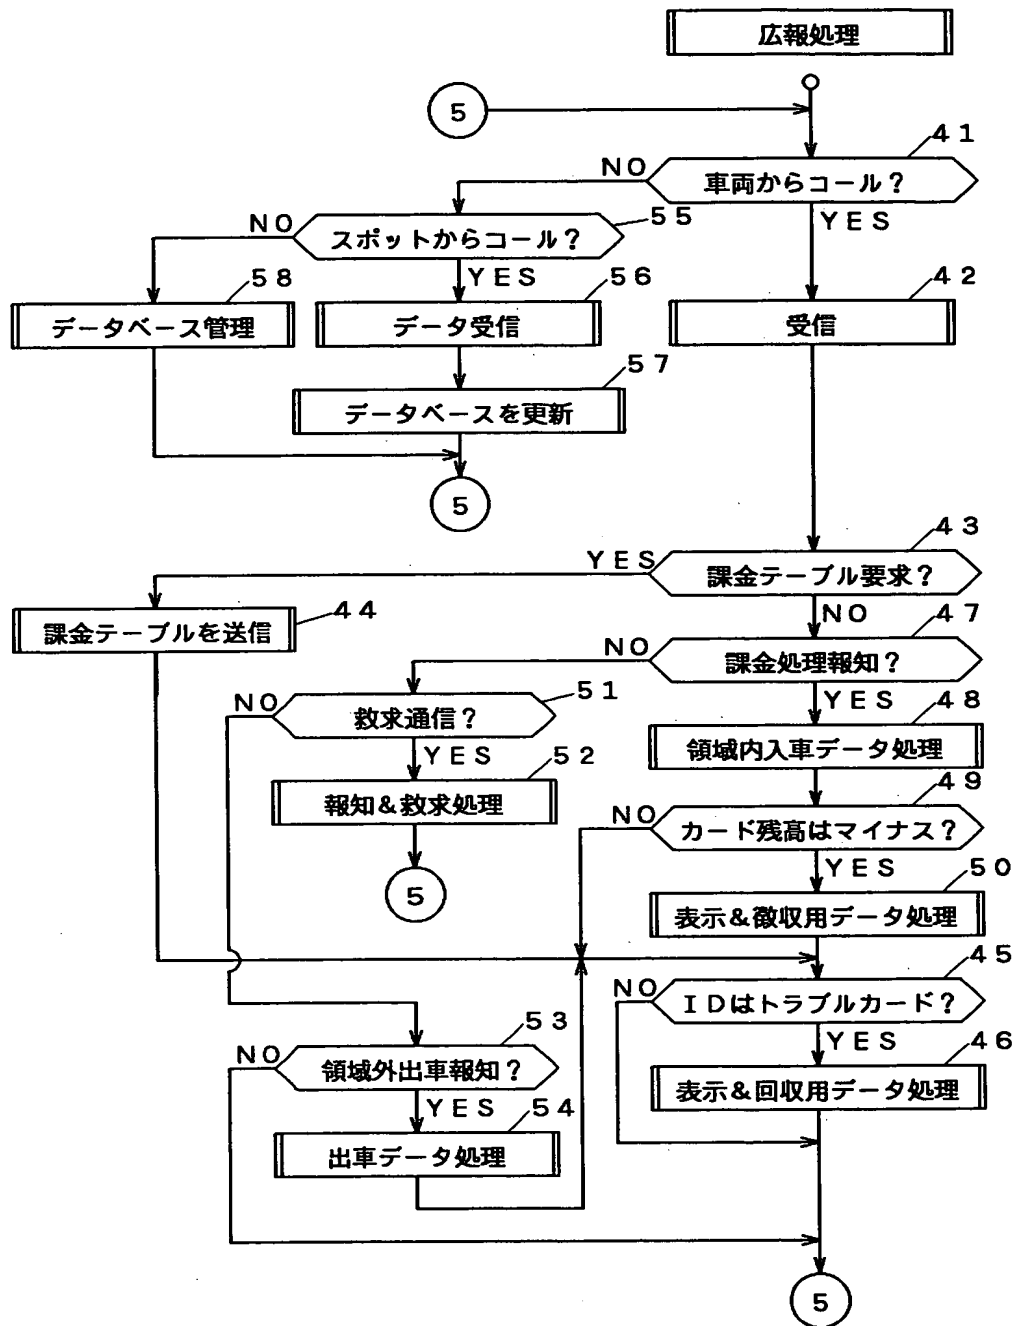 広報処理
5
41
車両からコール?
NO
YES
55
スポットからコール?
NO
YES
58
データベース管理
56
データ受信
42
受信
57
データベースを更新
5
43
課金テーブル要求?
YES
NO
44
課金テーブルを送信
47
課金処理報知?
NO
YES
51
救求通信?
NO
YES
48
領域内入車データ処理
52
報知&救求処理
49
カード残高はマイナス?
NO
YES
5
50
表示&徴収用データ処理
45
IDはトラブルカード?
NO
YES
53
領域外出車報知?
NO
YES
46
表示&回収用データ処理
54
出車データ処理
5